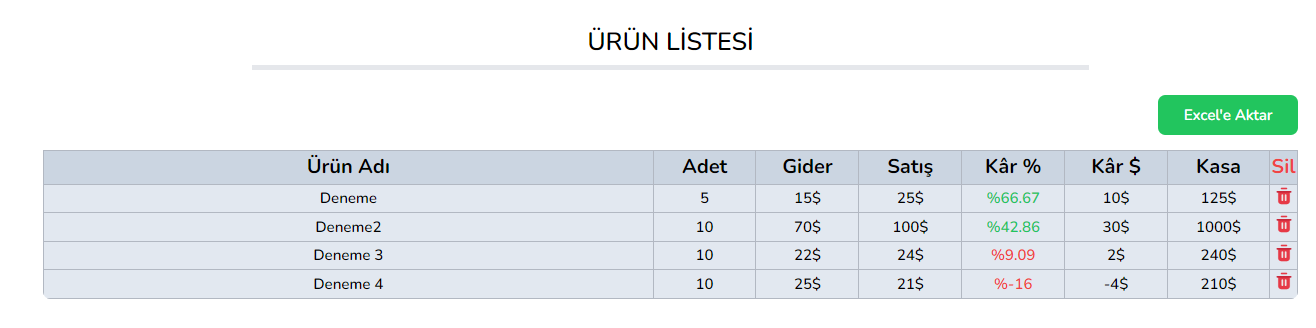 ÜRÜN LİSTESİ
Excel'e Aktar
Ürün Adı Adet Gider Satış Kâr % Kâr $ Kasa Sil
Deneme 5 15$ 25$ %66.67 10$ 125$
Deneme2 10 70$ 100$ %42.86 30$ 1000$
Deneme 3 10 22$ 24$ %9.09 2$ 240$
Deneme 4 10 25$ 21$ %-16 -4$ 210$